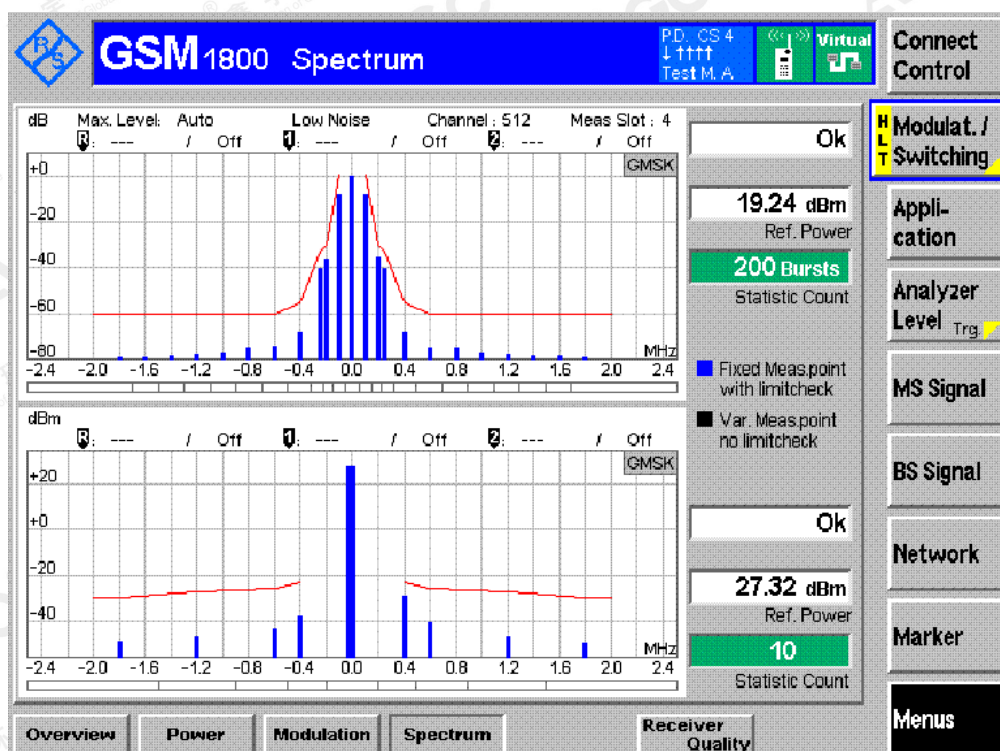 R S
GSM 1800 Spectrum
P.D. CS 4
Test M. A
Virtual
Connect Control
dB Max. Level: Auto Low Noise Channel : 512 Meas Slot : 4
R : --- / Off 1 : --- / Off 2 : --- / Off
GMSK
+0
-20
-40
-60
-80
MHz
-2.4 -2.0 -1.6 -1.2 -0.8 -0.4 0.0 0.4 0.8 1.2 1.6 2.0 2.4
Ok
19.24 dBm
Ref. Power
200 Bursts
Statistic Count
Fixed Meas.point
with limitcheck
Var. Meas.point
no limitcheck
dBm
R : --- / Off 1 : --- / Off 2 : --- / Off
GMSK
+20
+0
-20
-40
MHz
-2.4 -2.0 -1.6 -1.2 -0.8 -0.4 0.0 0.4 0.8 1.2 1.6 2.0 2.4
Ok
27.32 dBm
Ref. Power
10
Statistic Count
HLT
Modulat. /
Switching
Appli-
cation
Analyzer
Level Trg.
MS Signal
BS Signal
Network
Marker
Menus
Overview Power Modulation Spectrum Receiver
Quality